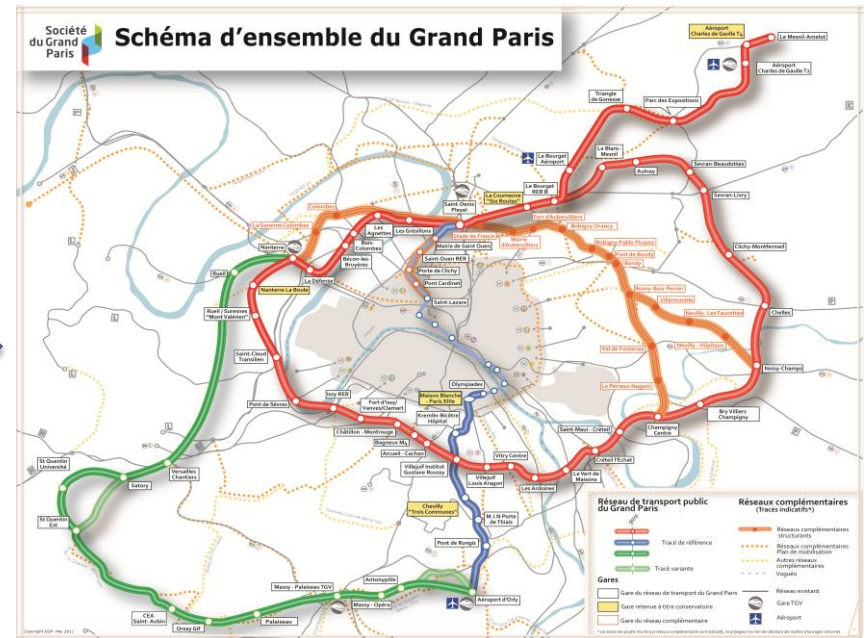 Société
du Grand
Paris
Schéma d'ensemble du Grand Paris
Aéroport
Charles de Gaulle T4
Le Mesnil-Amelot
Aéroport
Charles de Gaulle T2
Triangle
de Gonesse
Parc des Expositions
Le Bourget
Aéroport
Le Blanc-
Mesnil
Aulnay
Sevran-Beaudottes
Sevran-Livry
La Courneuve
"Six Routes"
Le Bourget
RER B
Saint-Denis
Pleyel
Colombes
La Garenne Colombes
Les
Agnettes
Les Grésillons
Stade de France
Mairie
d'Aubervilliers
Fort d'Aubervilliers
Bobigny Drancy
Bobigny Pablo Picasso
Pont de Bondy
Bondy
Clichy-Montfermeil
Nanterre
Bois-
Colombes
Bécon-les-
Bruyères
Mairie de Saint Ouen
Saint-Ouen RER
Porte de Clichy
Pont Cardinet
Saint-Lazare
Rueil
La Défense
Nanterre La Boule
Rosny-Bois-Perrier
Villemomble
Neuilly- Les Fauvettes
Neuilly - Hôpitaux
Chelles
Rueil / Suresnes
"Mont Valérien"
Val de Fontenay
Noisy-Champs
Saint-Cloud
Transilien
Le Perreux-Nogent
Olympiades
Maison Blanche
- Paris XIIIe
Kremlin-Bicêtre
Hôpital
Pont de Sèvres
Issy RER
Fort d'Issy/
Vanves/Clamart
Châtillon - Montrouge
Bagneux M4
Arcueil - Cachan
Villejuif Institut
Gustave Roussy
Villejuif
Louis Aragon
Vitry Centre
Les Ardoines
Le Vert de
Maisons
Créteil l'Echat
Saint-Maur - Créteil
Champigny
Centre
Bry Villiers
Champigny
St Quentin
Université
Satory
Versailles
Chantiers
St Quentin
Est
Chevilly
"Trois Communes"
M.I.N Porte
de Thiais
Pont de Rungis
Antonypôle
Massy - Palaiseau TGV
Massy - Opéra
Aéroport d'Orly
CEA
Saint- Aubin
Orsay Gif
Palaiseau
Réseau de transport public
du Grand Paris
gare
Tracé de référence
Tracé variante
Gares
Gare du réseau de transport du Grand Paris
Gare retenue à titre conservatoire
Gare du réseau complémentaire
Réseaux complémentaires
(Tracés indicatifs*)
Réseaux complémentaires
structurants
Réseaux complémentaires
Plan de mobilisation
Autres réseaux
complémentaires
Voguéo
Réseau existant
Gare TGV
Aéroport
Copyright SGP - Mai 2011